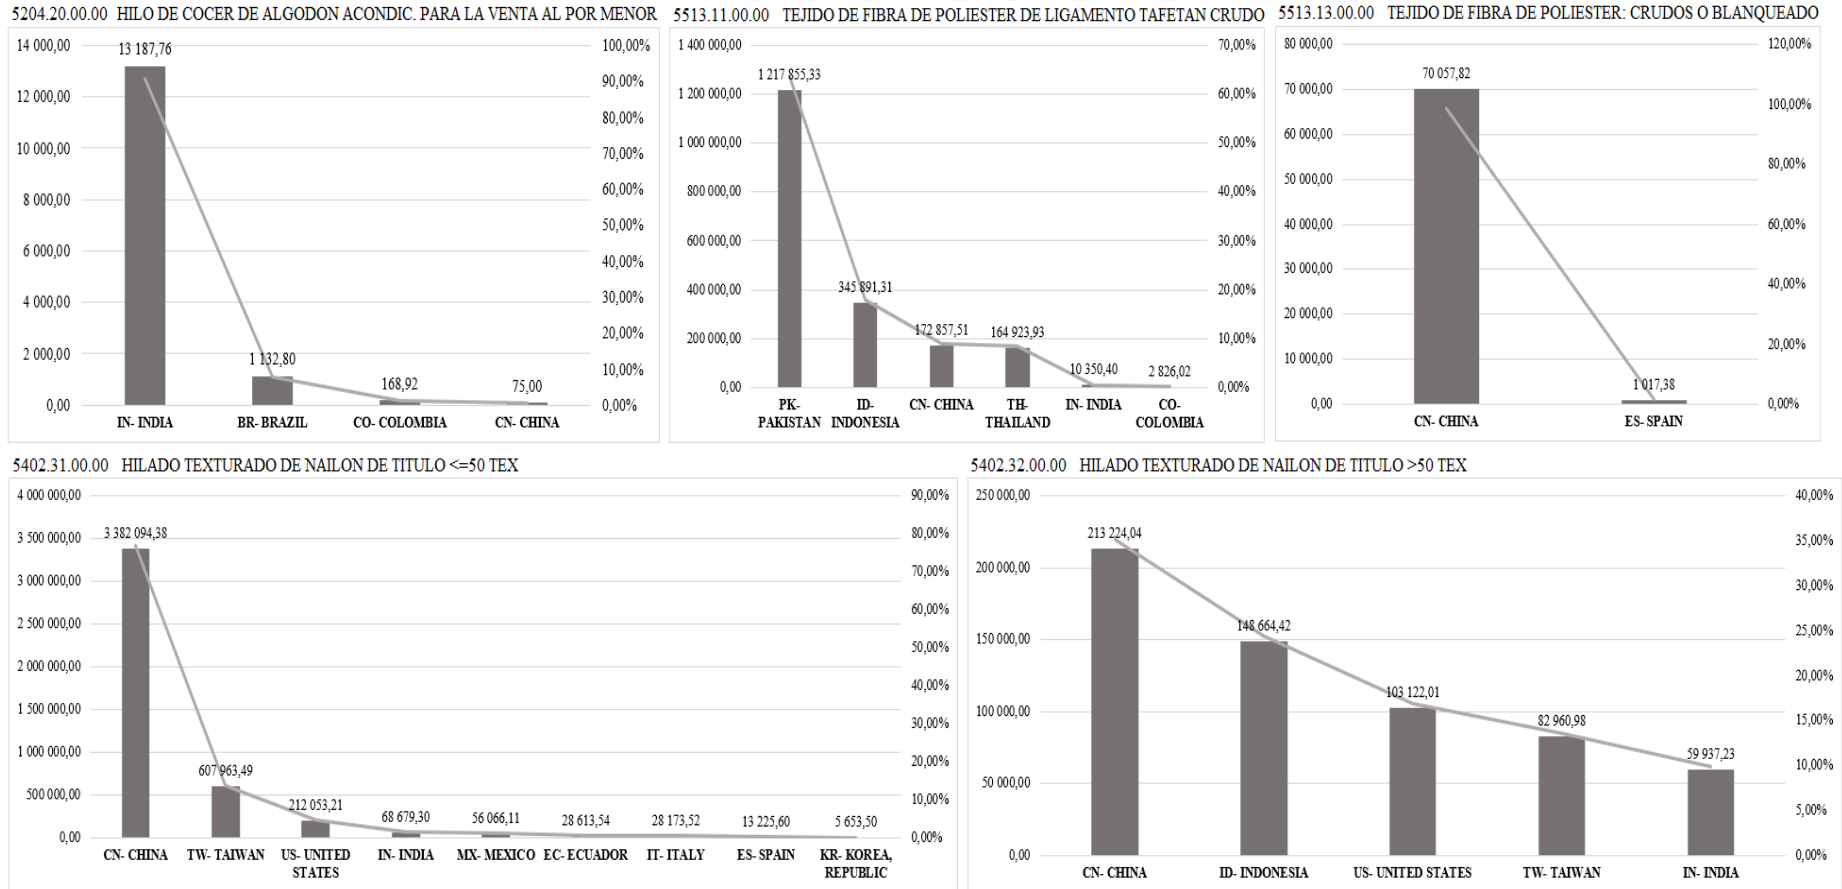 5204.20.00.00 HILO DE COCER DE ALGODÓN ACONDIC. PARA LA VENTA AL POR MENOR
14 000,00
12 000,00
10 000,00
8 000,00
6 000,00
4 000,00
2 000,00
0,00
13 187,76
1 132,80
168,92
75,00
100,00%
90,00%
80,00%
70,00%
60,00%
50,00%
40,00%
30,00%
20,00%
10,00%
0,00%
IN- INDIA
BR- BRAZIL
CO- COLOMBIA
CN- CHINA
5513.11.00.00 TEJIDO DE FIBRA DE POLIESTER DE LIGAMENTO TAFETAN CRUDO
1 400 000,00
1 200 000,00
1 000 000,00
800 000,00
600 000,00
400 000,00
200 000,00
0,00
1 217 855,33
345 891,31
172 857,51
164 923,93
10 350,40
2 826,02
70,00%
60,00%
50,00%
40,00%
30,00%
20,00%
10,00%
0,00%
PK-
PAKISTAN
ID-
INDONESIA
CN- CHINA
TH-
THAILAND
IN- INDIA
CO-
COLOMBIA
5513.13.00.00 TEJIDO DE FIBRA DE POLIESTER: CRUDOS O BLANQUEADO
80 000,00
70 000,00
60 000,00
50 000,00
40 000,00
30 000,00
20 000,00
10 000,00
0,00
70 057,82
1 017,38
120,00%
100,00%
80,00%
60,00%
40,00%
20,00%
0,00%
CN- CHINA
ES- SPAIN
5402.31.00.00 HILADO TEXTURADO DE NAILON DE TITULO <=50 TEX
4 000 000,00
3 500 000,00
3 000 000,00
2 500 000,00
2 000 000,00
1 500 000,00
1 000 000,00
500 000,00
0,00
3 382 094,38
607 963,49
212 053,21
68 679,30
56 066,11
28 613,54
28 173,52
13 225,60
5 653,50
90,00%
80,00%
70,00%
60,00%
50,00%
40,00%
30,00%
20,00%
10,00%
0,00%
CN- CHINA
TW- TAIWAN
US- UNITED
STATES
IN- INDIA
MX- MEXICO
EC- ECUADOR
IT- ITALY
ES- SPAIN
KR- KOREA,
REPUBLIC
5402.32.00.00 HILADO TEXTURADO DE NAILON DE TITULO >50 TEX
250 000,00
200 000,00
150 000,00
100 000,00
50 000,00
0,00
213 224,04
148 664,42
103 122,01
82 960,98
59 937,23
40,00%
35,00%
30,00%
25,00%
20,00%
15,00%
10,00%
5,00%
0,00%
CN- CHINA
ID- INDONESIA
US- UNITED STATES
TW- TAIWAN
IN- INDIA